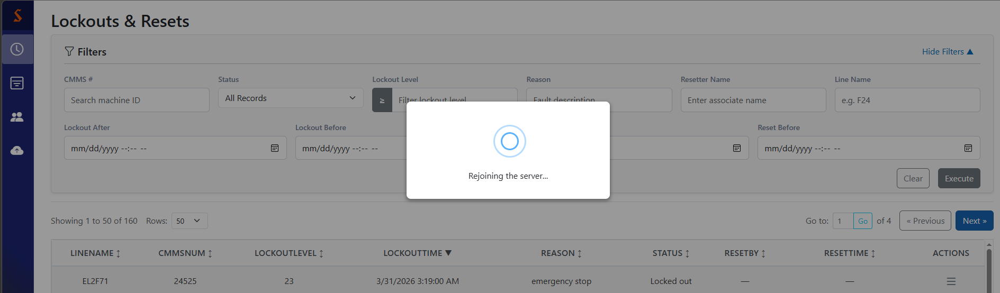 Lockouts & Resets
Filters
Hide Filters ▲
CMMS # Status Lockout Level Reason Resetter Name Line Name
Search machine ID All Records ≥ Filter lockout level Fault description Enter associate name e.g. F24
Lockout After Lockout Before Reset Before
mm/dd/yyyy --:-- -- mm/dd/yyyy --:-- -- mm/dd/yyyy --:-- --
Rejoining the server...
Clear Execute
Showing 1 to 50 of 160 Rows: 50 Go to: 1 Go of 4 « Previous Next »
LINENAME ↕ CMMSNUM ↕ LOCKOUTLEVEL ↕ LOCKOUTTIME ▼ REASON ↕ STATUS ↕ RESETBY ↕ RESETTIME ↕ ACTIONS
EL2F71 24525 23 3/31/2026 3:19:00 AM emergency stop Locked out — —